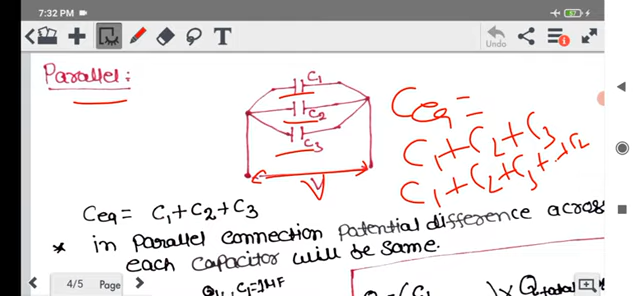 7:32 PM
67
T
Undo
Parallel:
C1
C2
C3
V
Ceq =
C1+C2+C3
C1+C2+C3+
Ceq = C1+C2+C3
* in Parallel connection Potential difference across
each capacitor will be same.
4/5 Page